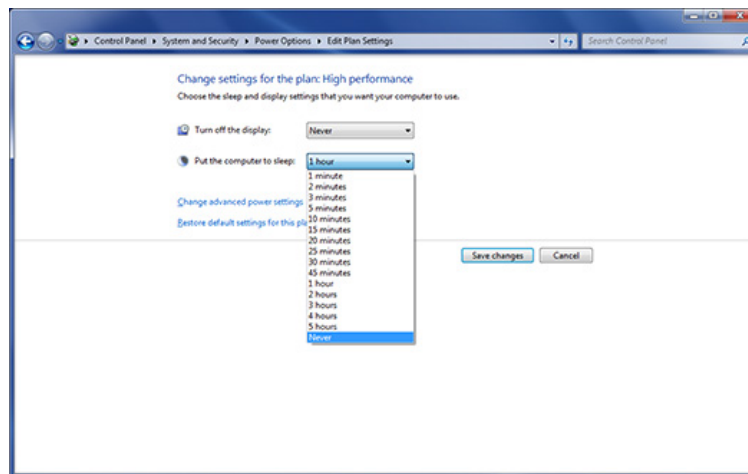 Control Panel ▸ System and Security ▸ Power Options ▸ Edit Plan Settings
Search Control Panel
Change settings for the plan: High performance
Choose the sleep and display settings that you want your computer to use.
Turn off the display: Never
Put the computer to sleep: 1 hour
1 minute
2 minutes
3 minutes
5 minutes
Change advanced power settings
10 minutes
15 minutes
Restore default settings for this pla
20 minutes
25 minutes
30 minutes
45 minutes
1 hour
2 hours
3 hours
4 hours
5 hours
Never
Save changes Cancel